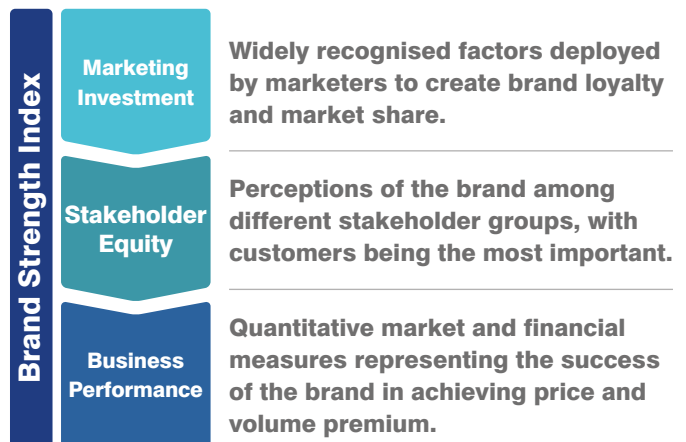 Brand Strength Index
Marketing
Investment
Widely recognised factors deployed
by marketers to create brand loyalty
and market share.
Stakeholder
Equity
Perceptions of the brand among
different stakeholder groups, with
customers being the most important.
Business
Performance
Quantitative market and financial
measures representing the success
of the brand in achieving price and
volume premium.